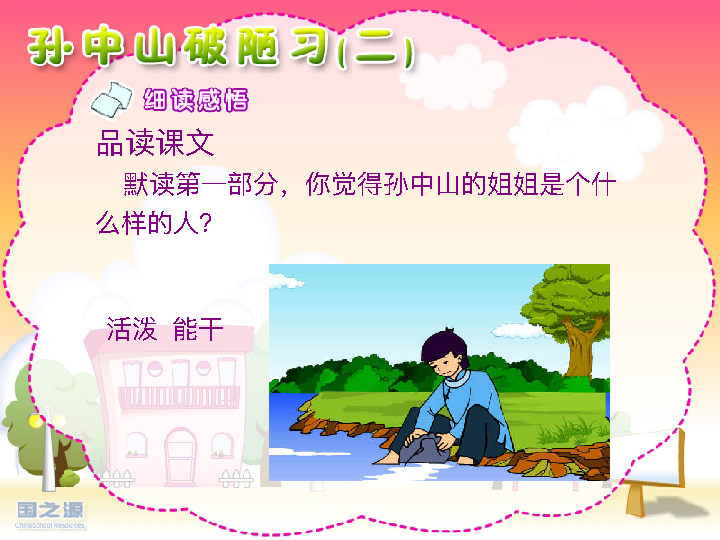 孙中山破陋习(二)
细读感悟
品读课文
默读第一部分，你觉得孙中山的姐姐是个什
么样的人？
活泼 能干
国之源
China School Resources